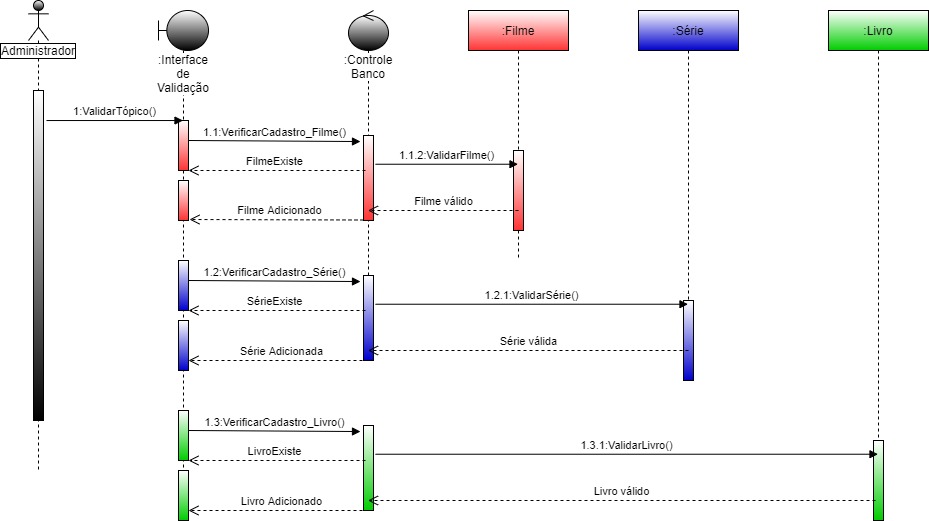 Administrador
:Interface
de
Validação
:Controle
Banco
:Filme
:Série
:Livro
1:ValidarTópico()
1.1:VerificarCadastro_Filme()
1.1.2:ValidarFilme()
FilmeExiste
Filme válido
Filme Adicionado
1.2:VerificarCadastro_Série()
1.2.1:ValidarSérie()
SérieExiste
Série válida
Série Adicionada
1.3:VerificarCadastro_Livro()
1.3.1:ValidarLivro()
LivroExiste
Livro válido
Livro Adicionado